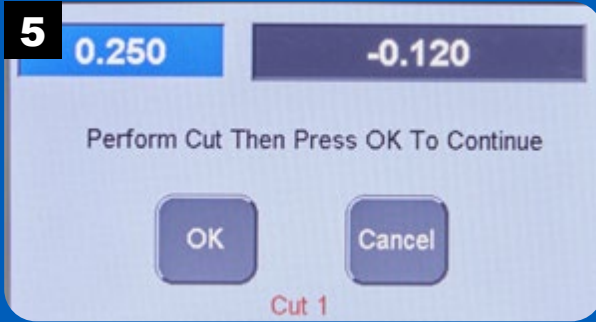 5
0.250 -0.120
Perform Cut Then Press OK To Continue
OK Cancel
Cut 1